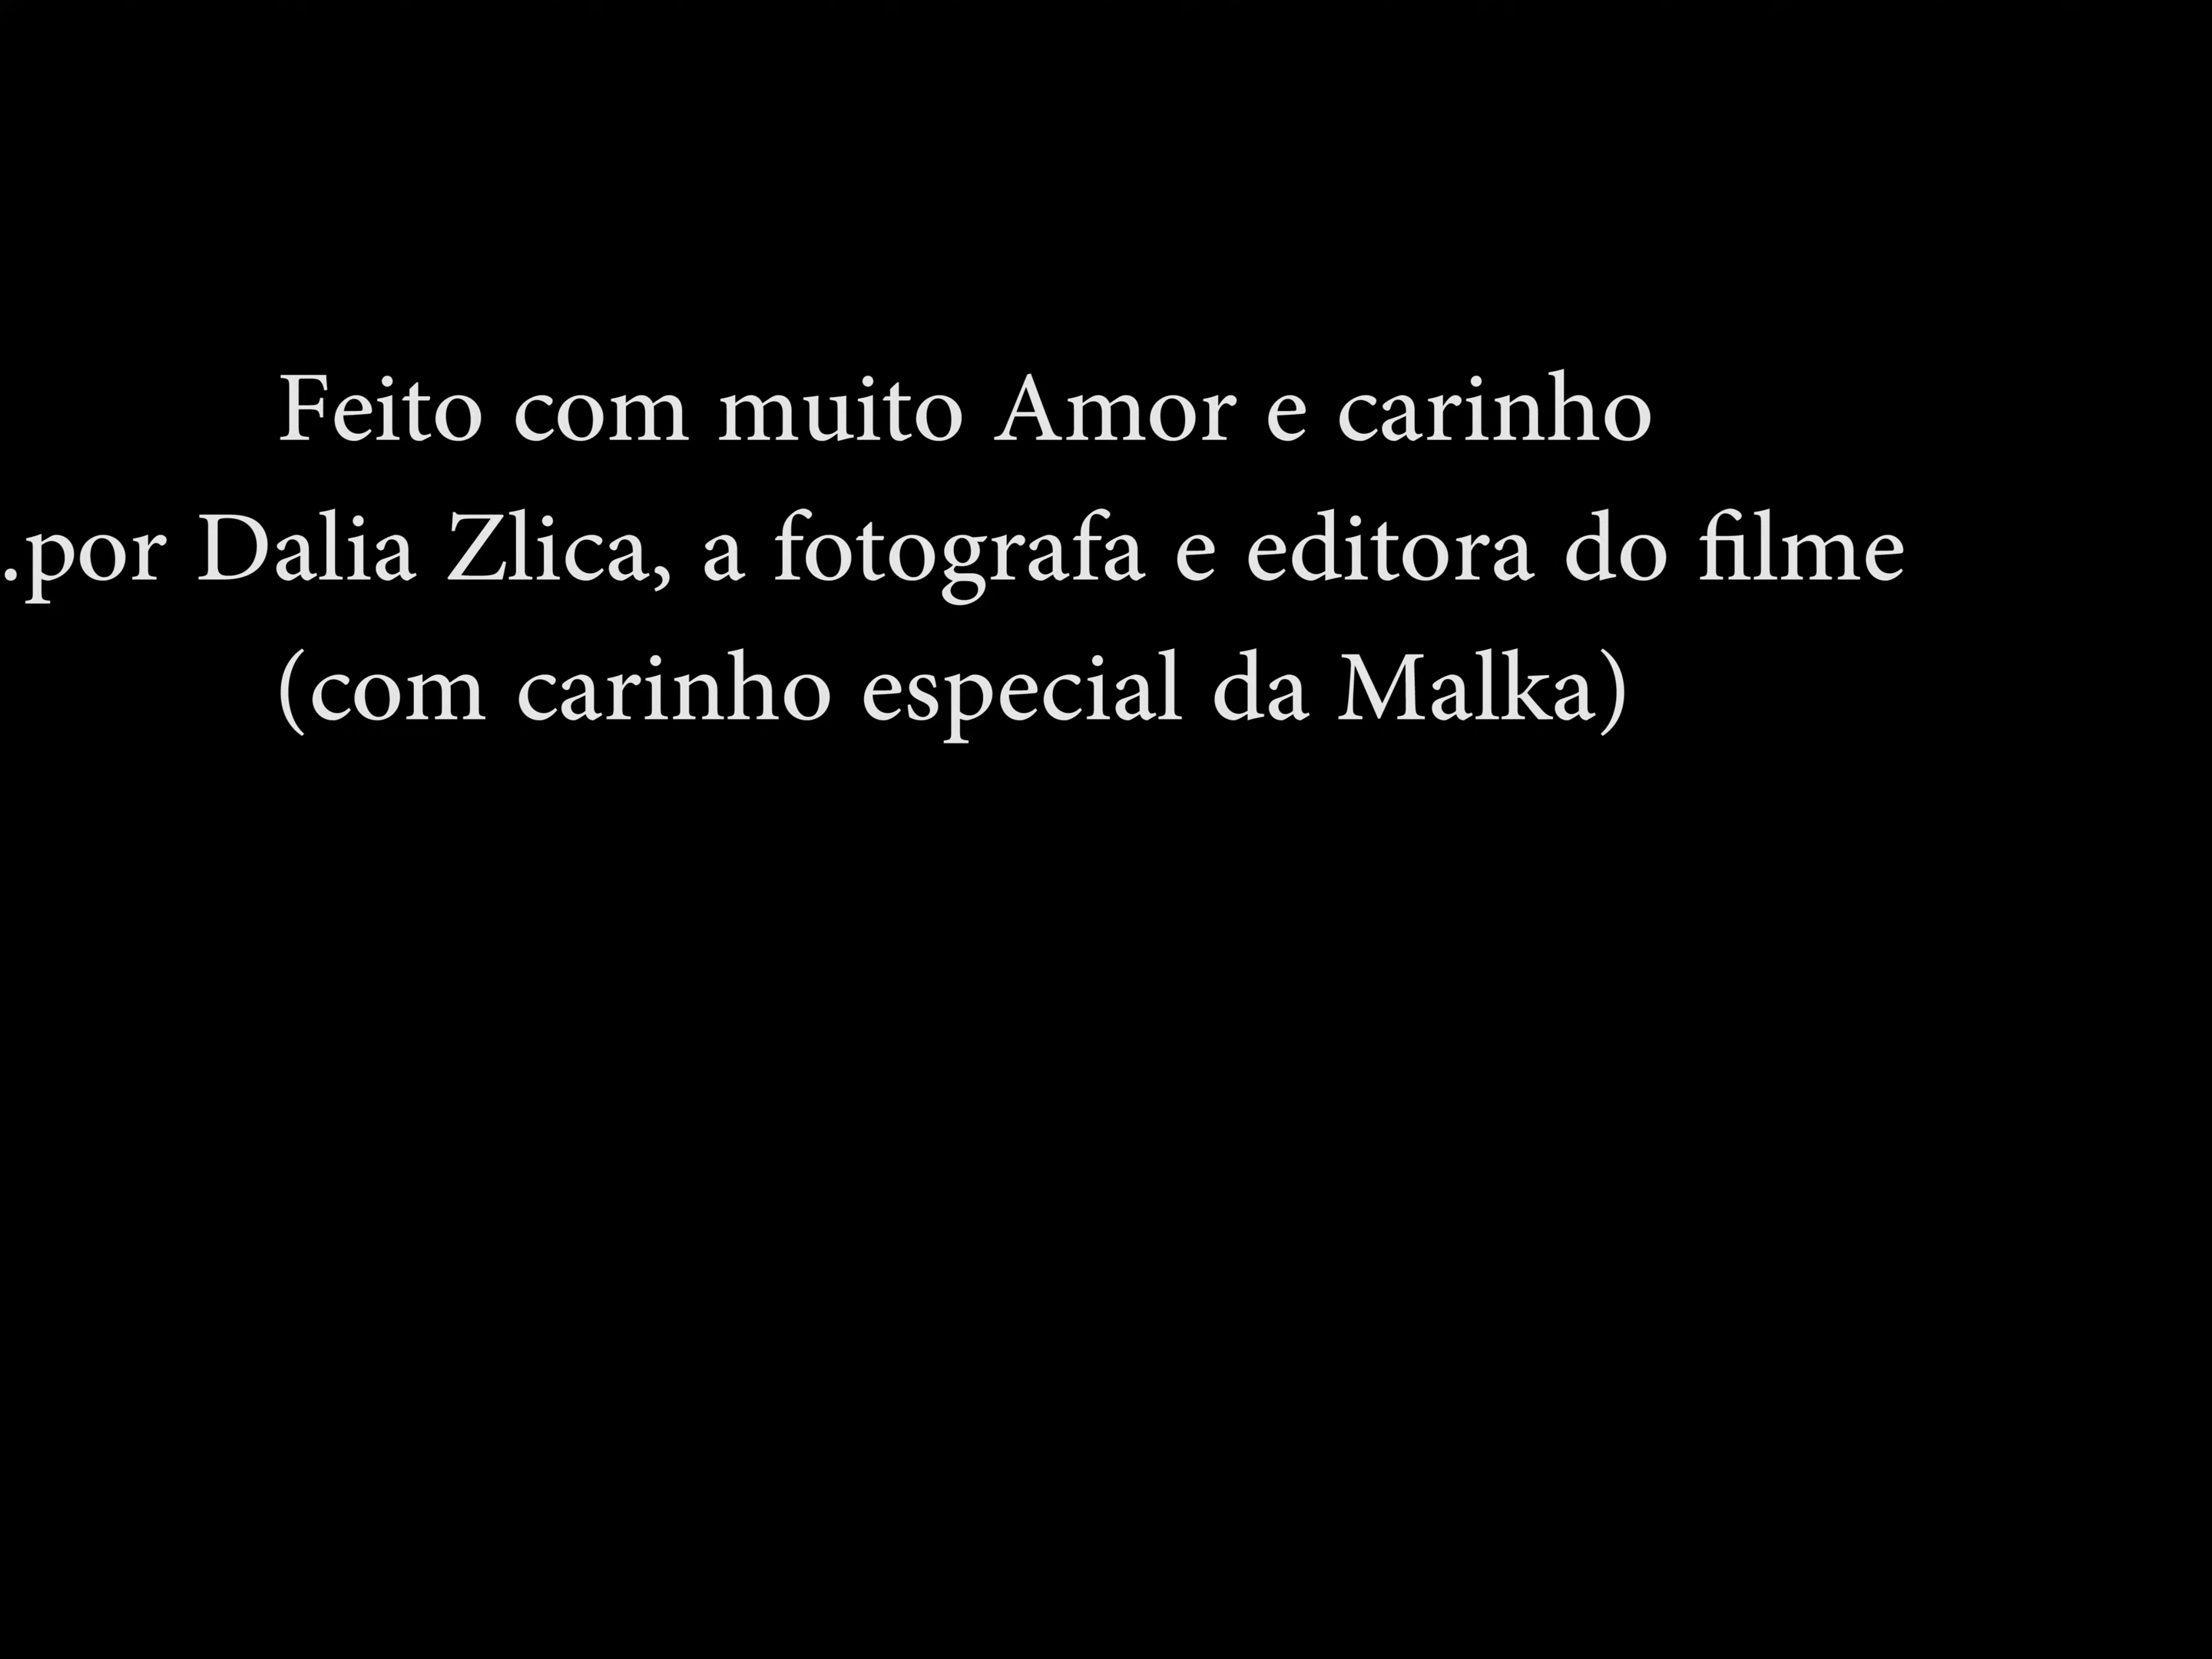 Feito com muito Amor e carinho
.por Dalia Zlica, a fotografa e editora do filme
(com carinho especial da Malka)